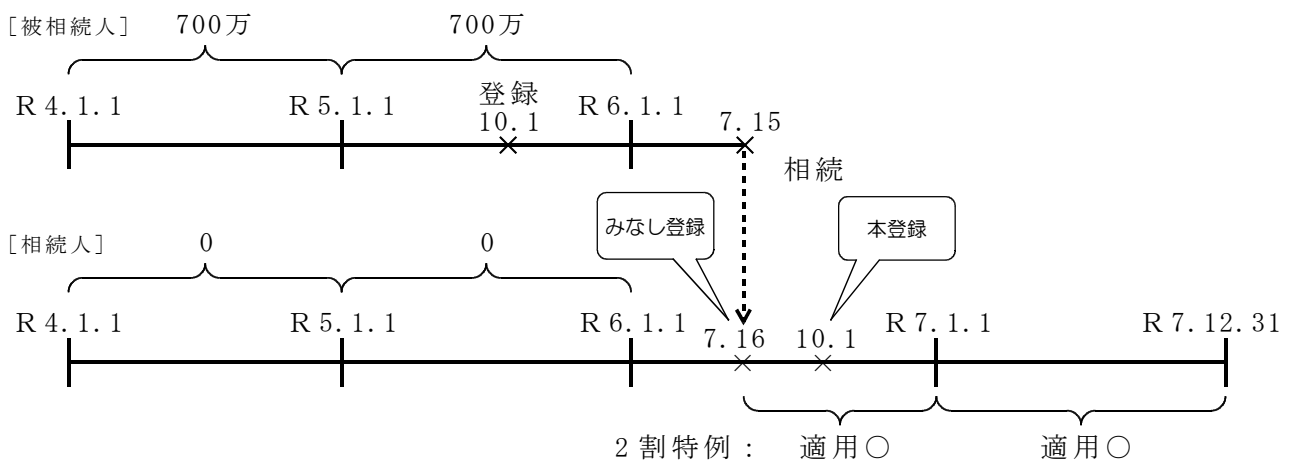 [被相続人] 700万 700万
R4.1.1 R5.1.1 登録 10.1 R6.1.1 7.15
相続
みなし登録 本登録
[相続人] 0 0
R4.1.1 R5.1.1 R6.1.1 7.16 10.1 R7.1.1 R7.12.31
2割特例: 適用○ 適用○